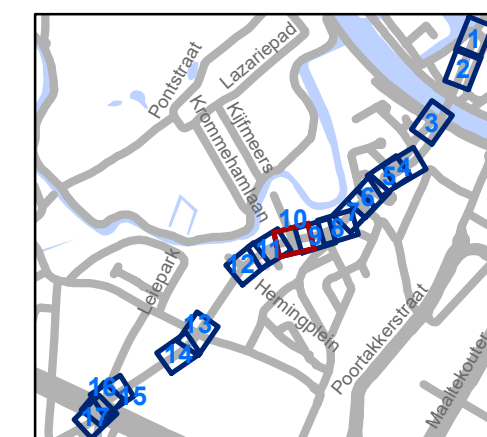 1
2
3
4
5
6
7
8
9
10
11
12
13
14
15
16
17
Pontstraat
Lazariepad
Kijfmeers
Krommehamlaan
Leiepark
Hemingplein
Poortakkerstraat
Maaltekouter